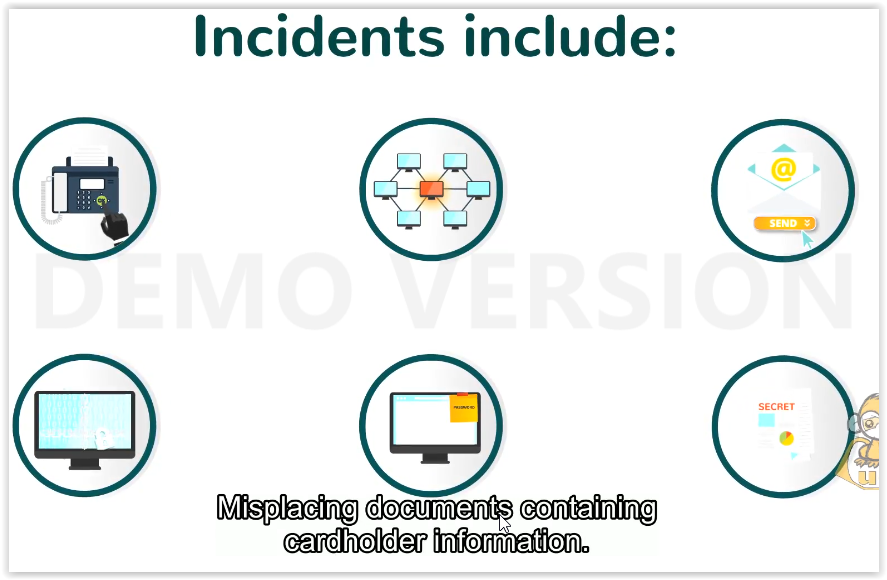 Incidents include:
@
SEND
DEMO VERSION
PASSWORD
SECRET
u
Misplacing documents containing
cardholder information.